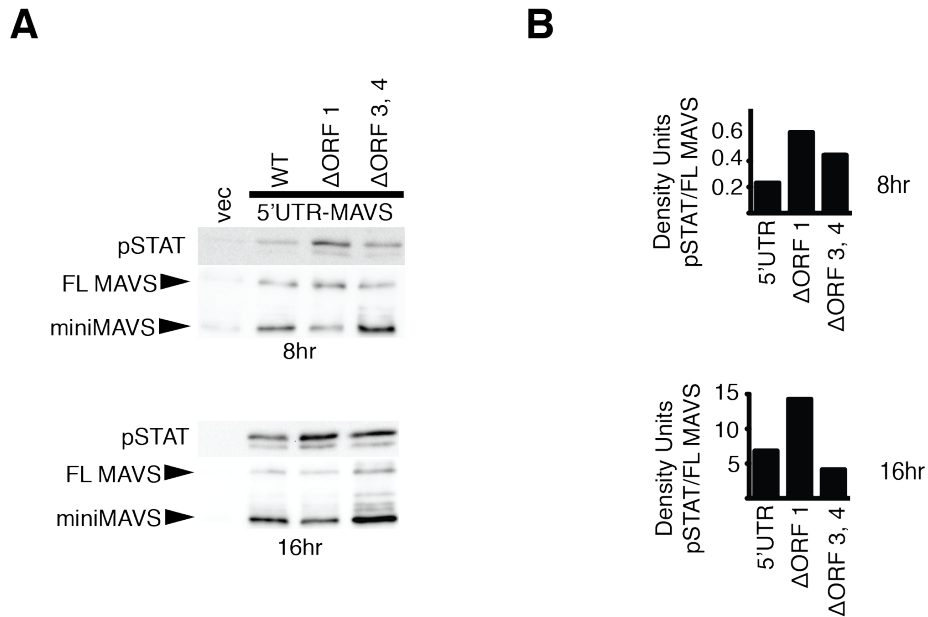 A
vec
WT
ΔORF 1
ΔORF 3, 4
5'UTR-MAVS
pSTAT
FL MAVS
miniMAVS
8hr
pSTAT
FL MAVS
miniMAVS
16hr
B
Density Units
pSTAT/FL MAVS
0.6
0.4
0.2
5'UTR
ΔORF 1
ΔORF 3, 4
8hr
Density Units
pSTAT/FL MAVS
15
10
5
5'UTR
ΔORF 1
ΔORF 3, 4
16hr